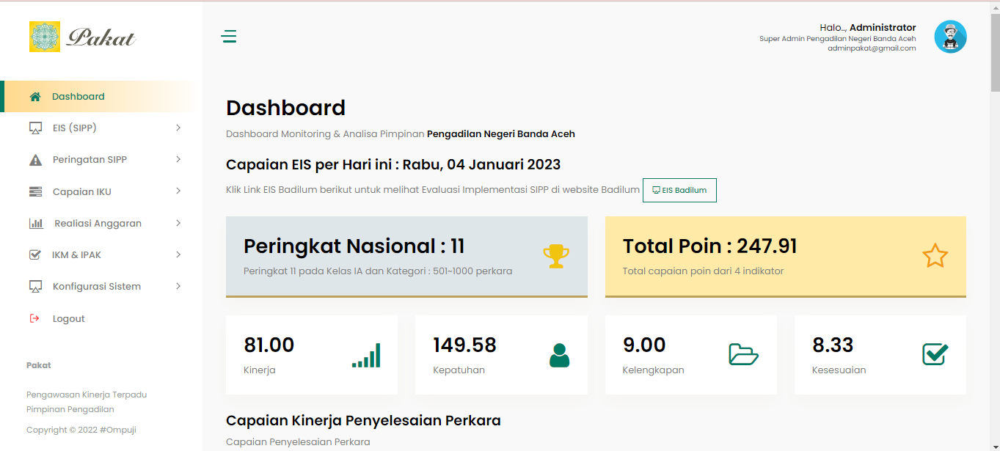 Pakat
Dashboard
EIS (SIPP)
Peringatan SIPP
Capaian IKU
Realiasi Anggaran
IKM & IPAK
Konfigurasi Sistem
Logout
Pakat
Pengawasan Kinerja Terpadu
Pimpinan Pengadilan
Copyright © 2022 #Ompuji
Halo.., Administrator
Super Admin Pengadilan Negeri Banda Aceh
adminpakat@gmail.com
Dashboard
Dashboard Monitoring & Analisa Pimpinan Pengadilan Negeri Banda Aceh
Capaian EIS per Hari ini : Rabu, 04 Januari 2023
Klik Link EIS Badilum berikut untuk melihat Evaluasi Implementasi SIPP di website Badilum EIS Badilum
Peringkat Nasional : 11
Peringkat 11 pada Kelas IA dan Kategori : 501~1000 perkara
Total Poin : 247.91
Total capaian poin dari 4 indikator
81.00
Kinerja
149.58
Kepatuhan
9.00
Kelengkapan
8.33
Kesesuaian
Capaian Kinerja Penyelesaian Perkara
Capaian Penyelesaian Perkara